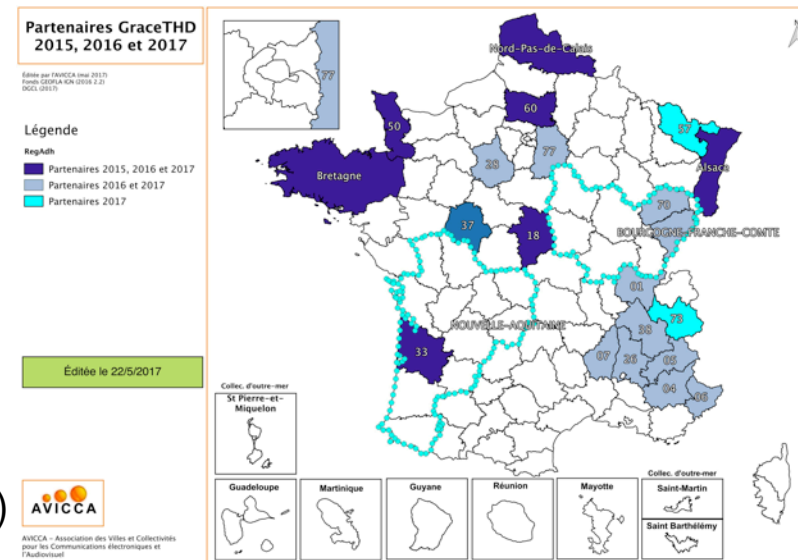 Partenaires GraceTHD
2015, 2016 et 2017
Éditée par l'AVICCA (mai 2017)
Fonds GEOFLA IGN (2016 2.2)
DGCL (2017)
Légende
RegAdh
Partenaires 2015, 2016 et 2017
Partenaires 2016 et 2017
Partenaires 2017
Éditée le 22/5/2017
)
AVICCA
AVICCA - Association des Villes et Collectivités
pour les Communications électroniques et
l'Audiovisuel
77
N
Nord-Pas-de-Calais
60
50
57
Alsace
28
77
Bretagne
70
37
18
BOURGOGNE-FRANCHE-COMTE
01
73
NOUVELLE-AQUITAINE
38
33
07
26
05
04
06
Collec. d'outre-mer
St Pierre-et-
Miquelon
Guadeloupe
Martinique
Guyane
Réunion
Mayotte
Collec. d'outre-mer
Saint-Martin
Saint Barthélémy